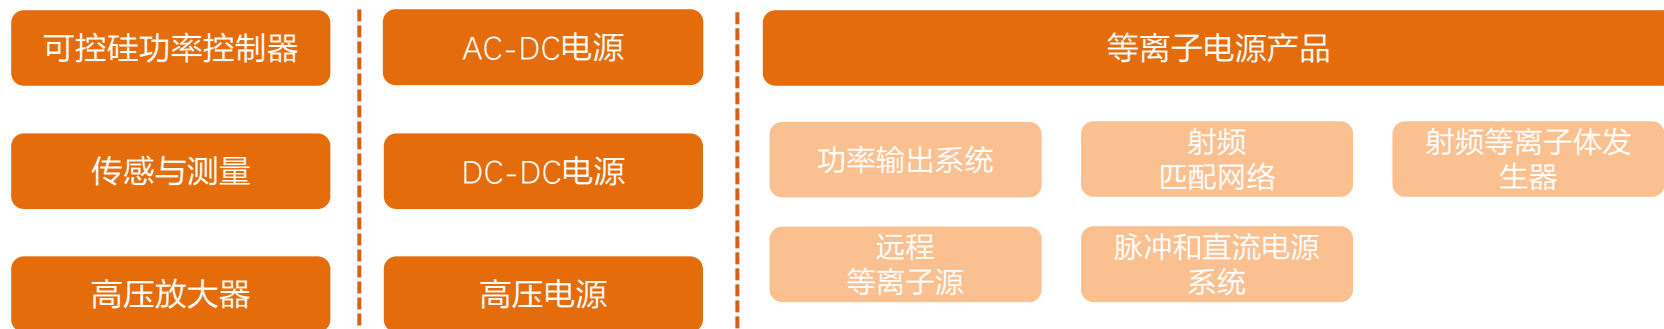 可控硅功率控制器
传感与测量
高压放大器
AC-DC电源
DC-DC电源
高压电源
等离子电源产品
功率输出系统
射频
匹配网络
射频等离子体发
生器
远程
等离子源
脉冲和直流电源
系统